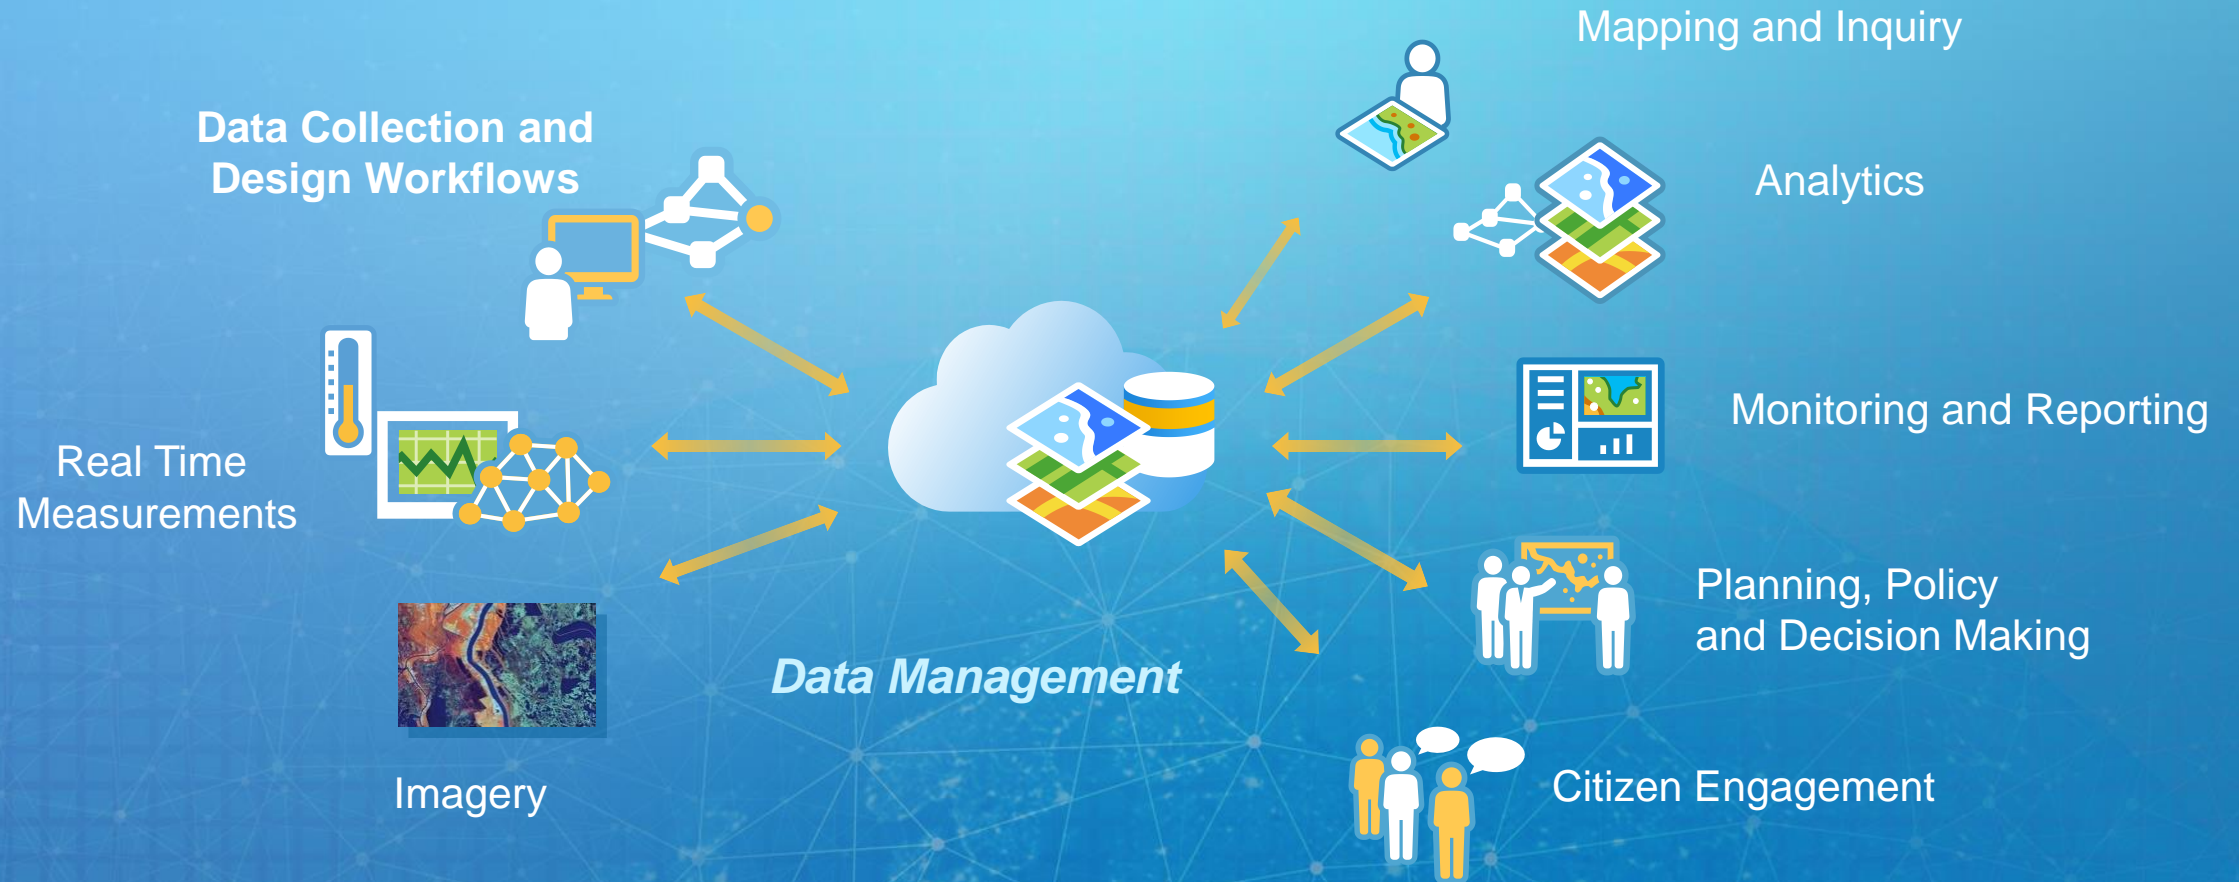 Mapping and Inquiry
Data Collection and
Design Workflows
Analytics
Real Time
Measurements
Monitoring and Reporting
Planning, Policy
and Decision Making
Data Management
Imagery
Citizen Engagement